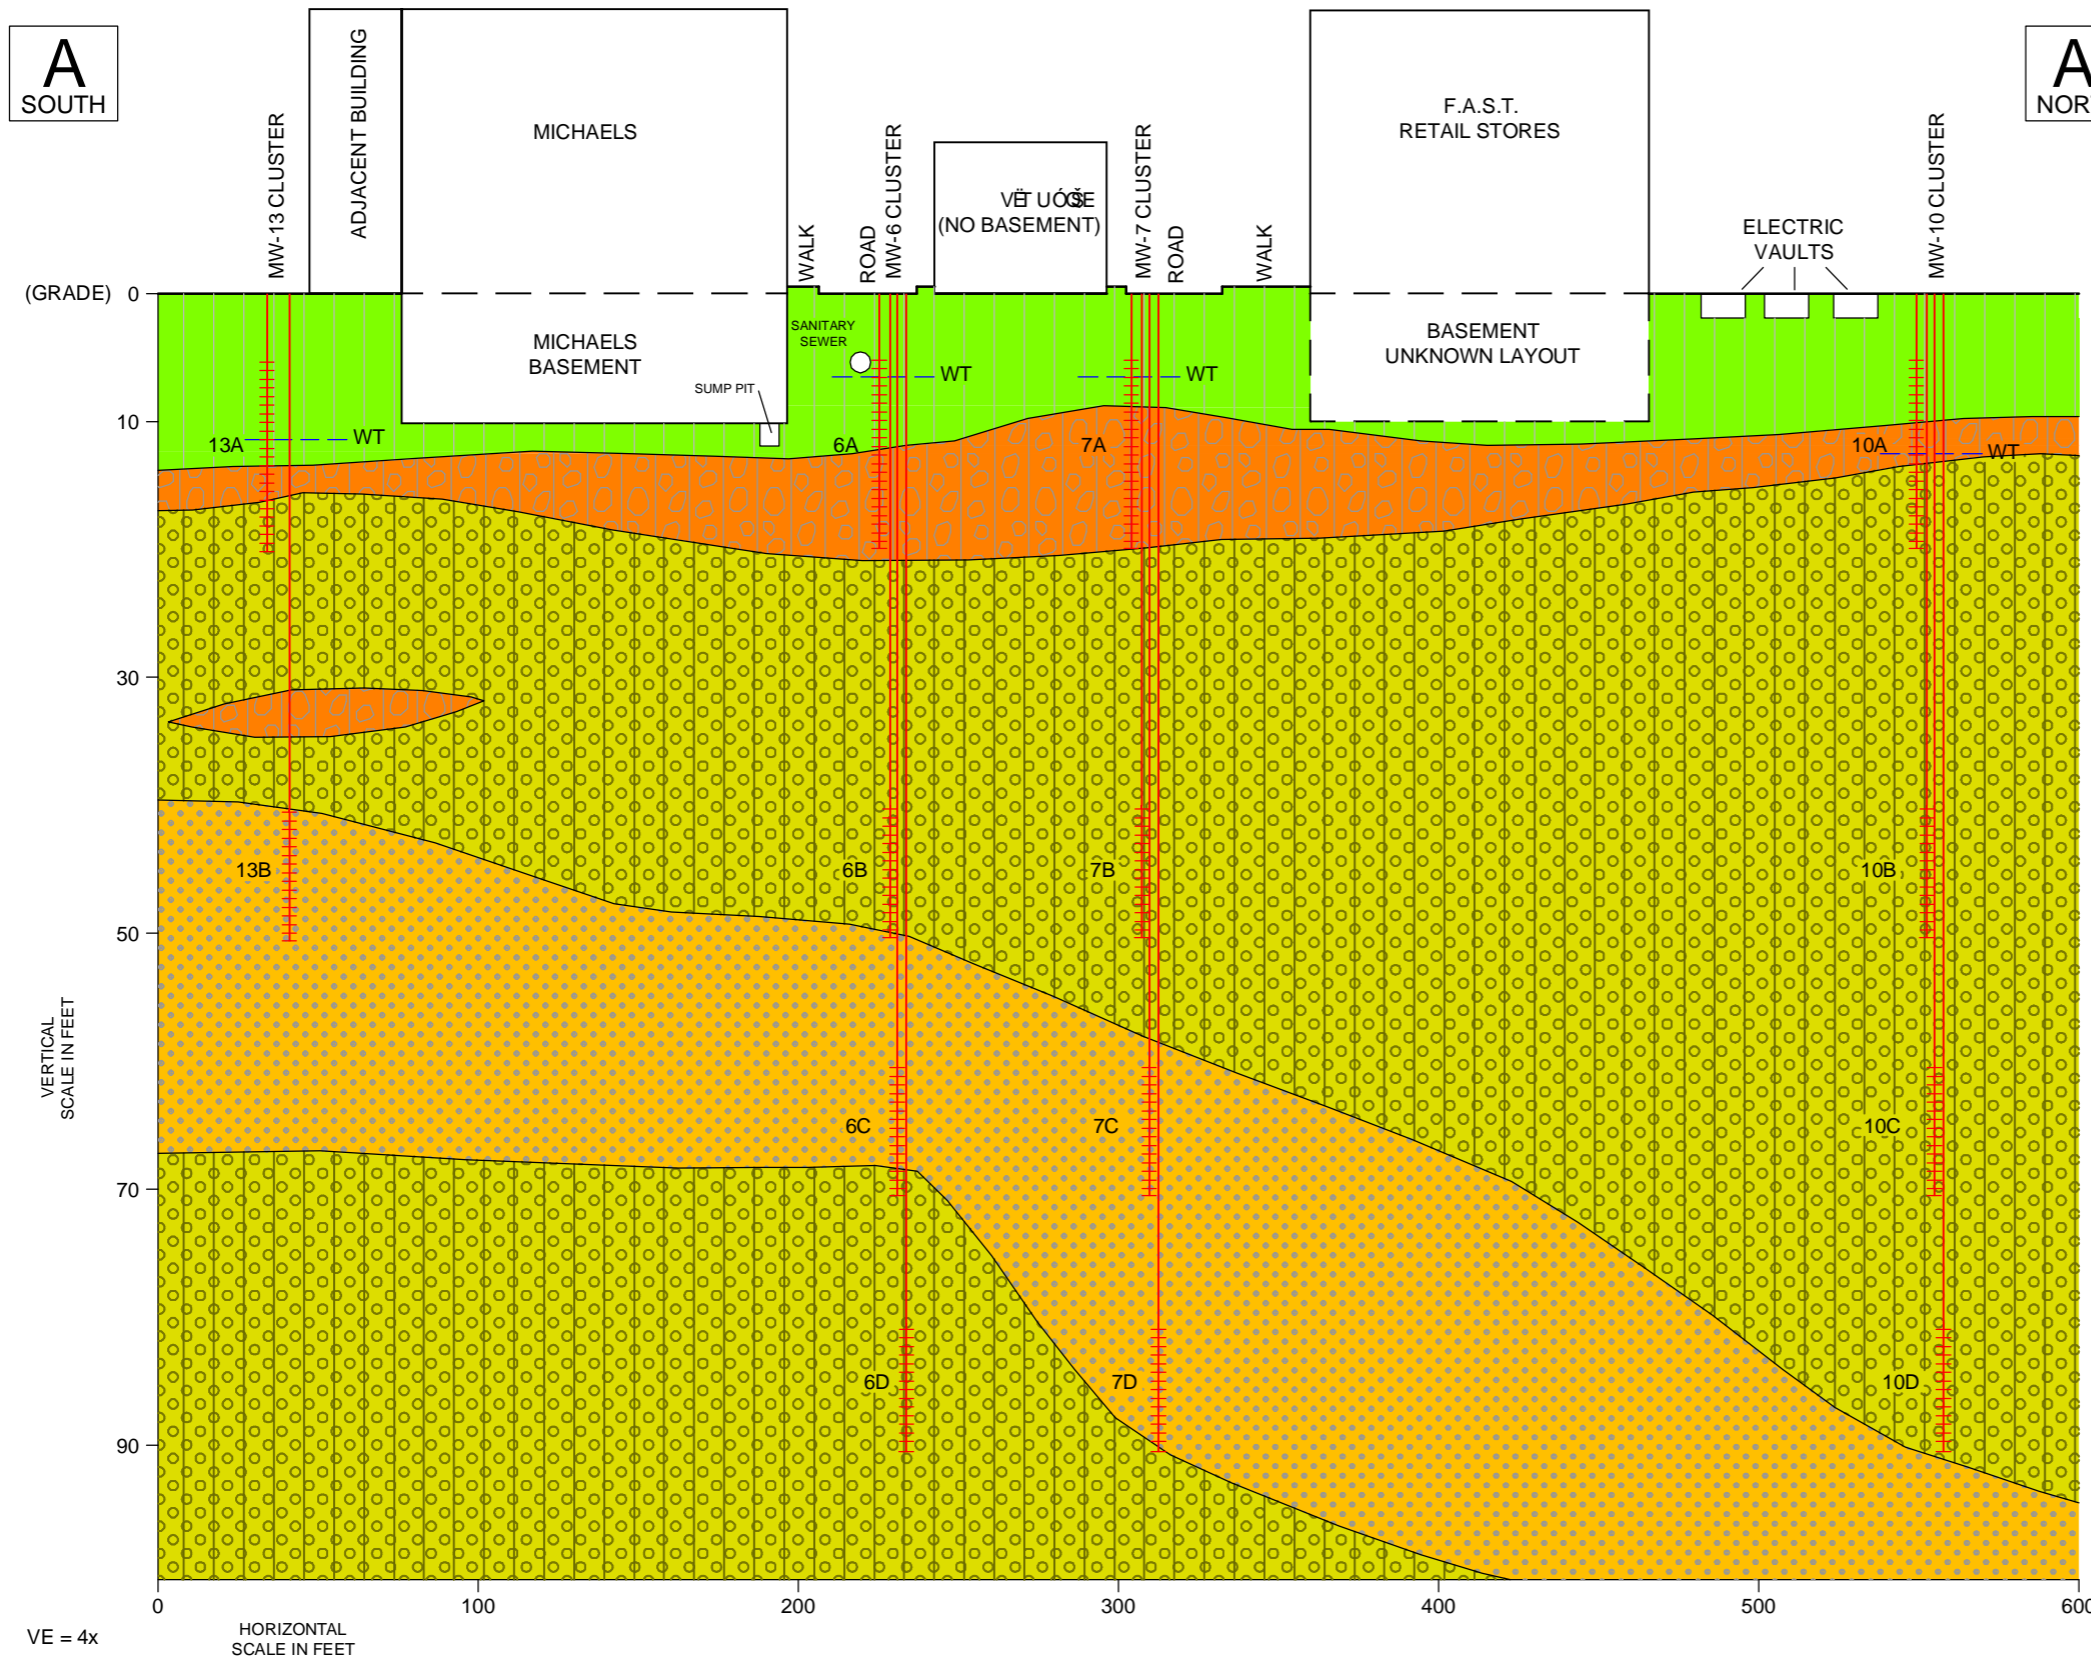 A
SOUTH
A
NOR
MW-13 CLUSTER
ADJACENT BUILDING
MICHAELS
WALK
ROAD
MW-6 CLUSTER
(NO BASEMENT)
MW-7 CLUSTER
ROAD
WALK
F.A.S.T.
RETAIL STORES
ELECTRIC
VAULTS
MW-10 CLUSTER
(GRADE)
0
MICHAELS
BASEMENT
SANITARY
SEWER
BASEMENT
UNKNOWN LAYOUT
WT
WT
SUMP PIT
10
13A
WT
6A
7A
10A
WT
30
13B
6B
7B
10B
50
VERTICAL
SCALE IN FEET
6C
7C
10C
70
6D
7D
10D
90
0
100
200
300
400
500
600
VE = 4x
HORIZONTAL
SCALE IN FEET